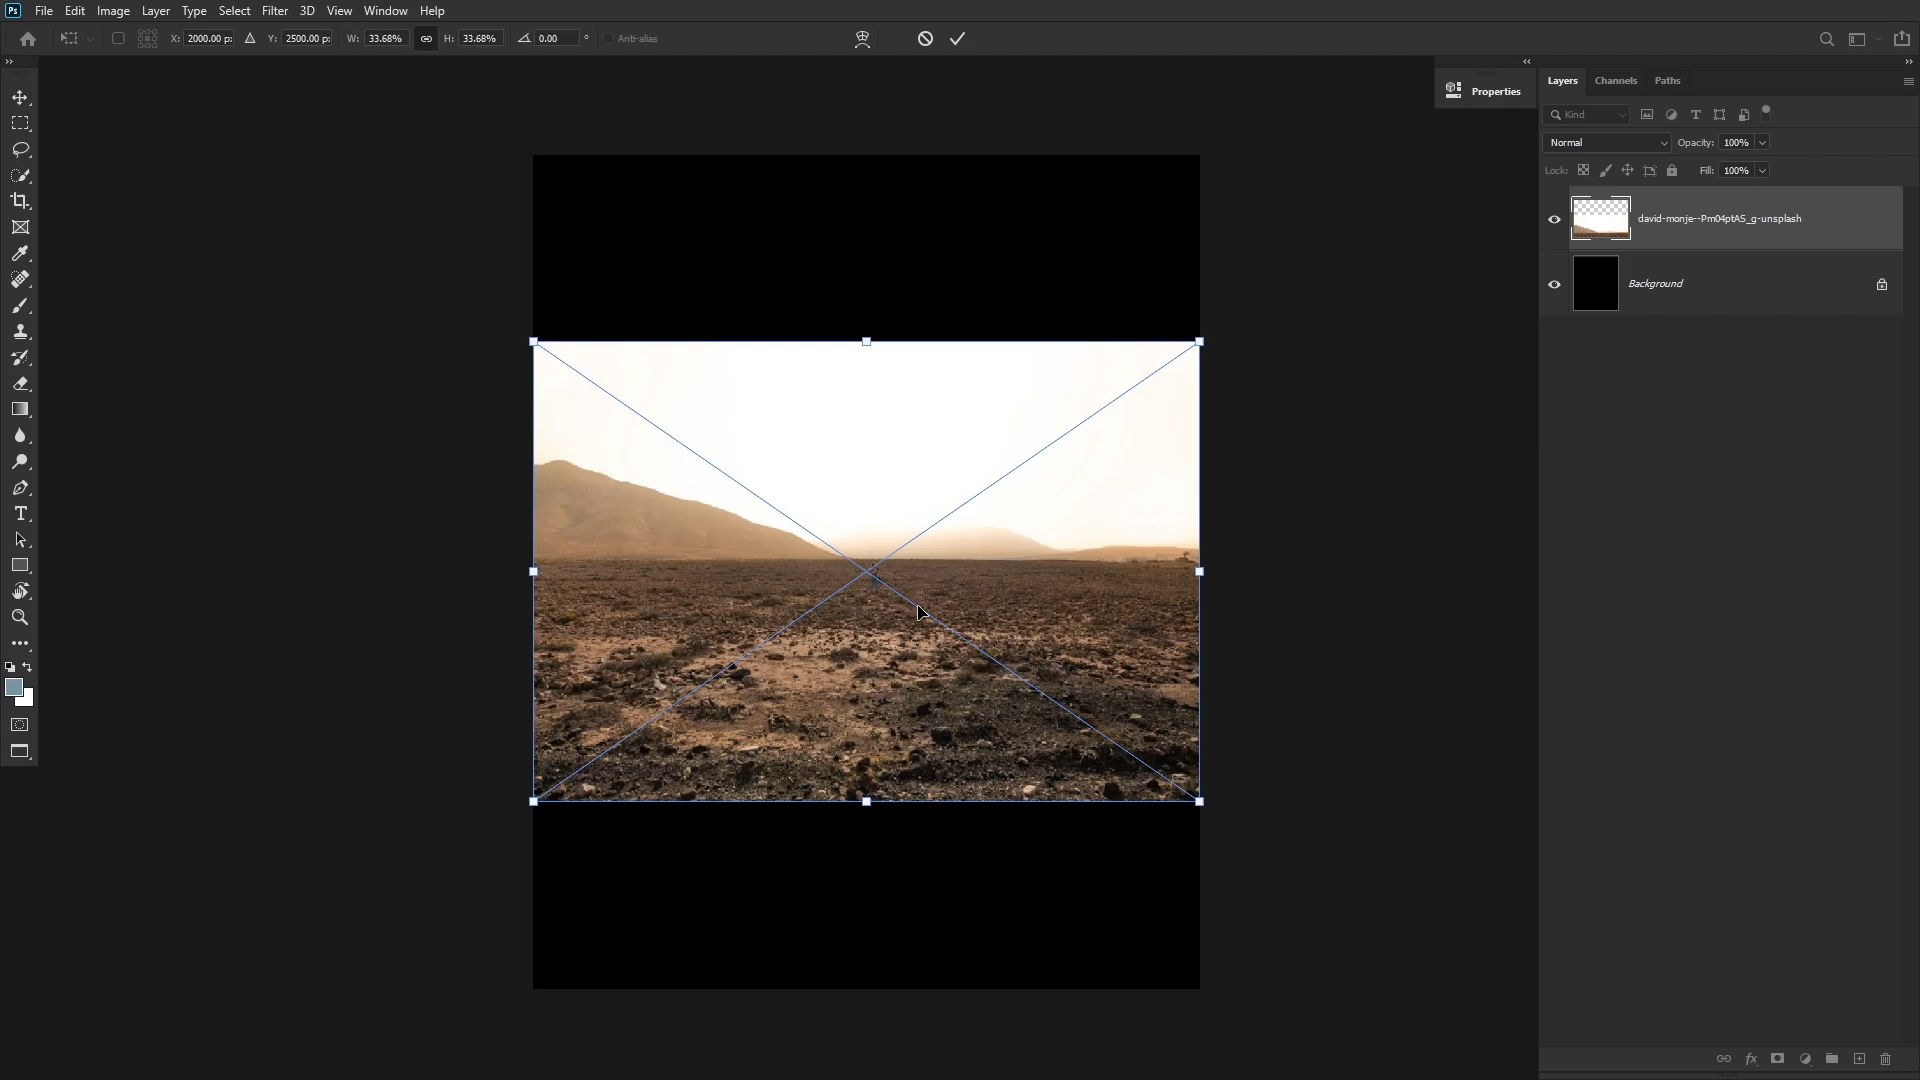 Ps File Edit Image Layer Type Select Filter 3D View Window Help
X: 2000.00 p: Y: 2500.00 p: W: 33.68% H: 33.68% 0.00 ° Anti-alias
Properties
Layers Channels Paths
Kind
Normal Opacity: 100%
Lock: Fill: 100%
david-monje--Pm04ptAS_g-unsplash
Background